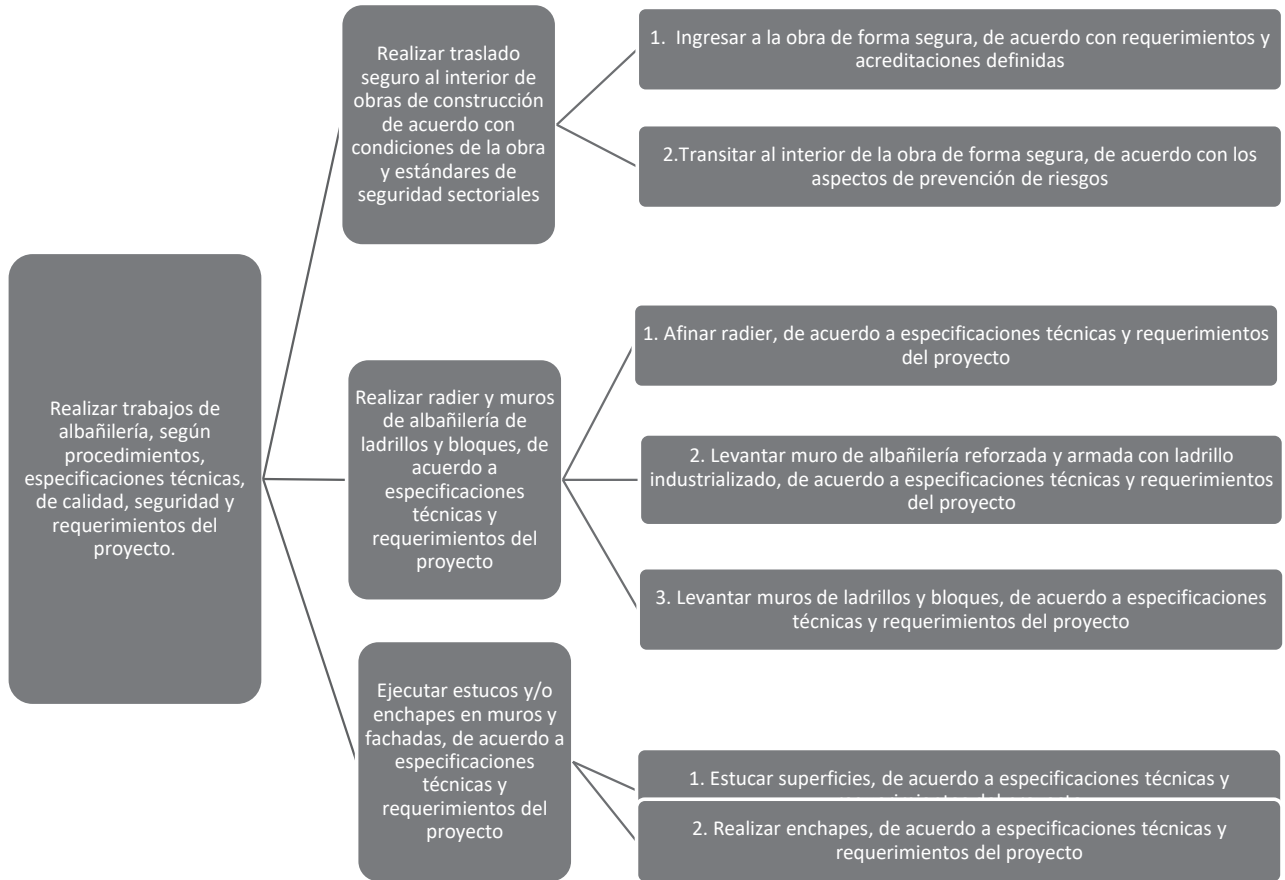 Realizar trabajos de
albañilería, según
procedimientos,
especificaciones técnicas,
de calidad, seguridad y
requerimientos del
proyecto.
Realizar traslado
seguro al interior de
obras de construcción
de acuerdo con
condiciones de la obra
y estándares de
seguridad sectoriales
1. Ingresar a la obra de forma segura, de acuerdo con requerimientos y
acreditaciones definidas
2.Transitar al interior de la obra de forma segura, de acuerdo con los
aspectos de prevención de riesgos
Realizar radier y muros
de albañilería de
ladrillos y bloques, de
acuerdo a
especificaciones
técnicas y
requerimientos del
proyecto
1. Afinar radier, de acuerdo a especificaciones técnicas y requerimientos
del proyecto
2. Levantar muro de albañilería reforzada y armada con ladrillo
industrializado, de acuerdo a especificaciones técnicas y requerimientos
del proyecto
3. Levantar muros de ladrillos y bloques, de acuerdo a especificaciones
técnicas y requerimientos del proyecto
Ejecutar estucos y/o
enchapes en muros y
fachadas, de acuerdo a
especificaciones
técnicas y
requerimientos del
proyecto
1. Estucar superficies, de acuerdo a especificaciones técnicas y
2. Realizar enchapes, de acuerdo a especificaciones técnicas y
requerimientos del proyecto